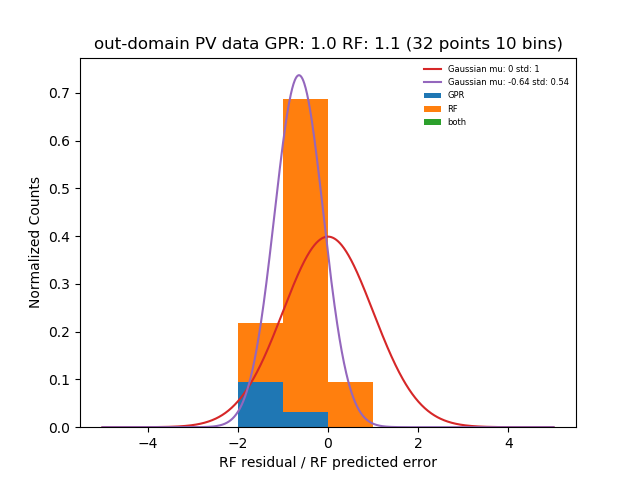 out-domain PV data GPR: 1.0 RF: 1.1 (32 points 10 bins)
Gaussian mu: 0 std: 1
Gaussian mu: -0.64 std: 0.54
GPR
RF
both
Normalized Counts
0.7
0.6
0.5
0.4
0.3
0.2
0.1
0.0
−4
−2
0
2
4
RF residual / RF predicted error